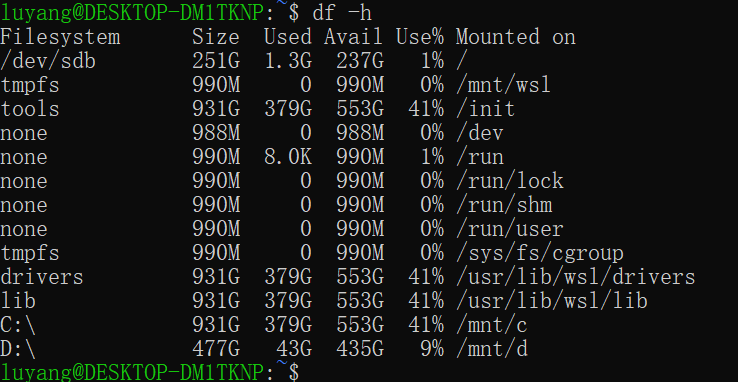 luyang@DESKTOP-DM1TKNP:~$ df -h
Filesystem      Size  Used Avail Use% Mounted on
/dev/sdb        251G  1.3G  237G   1% /
tmpfs           990M     0  990M   0% /mnt/wsl
tools           931G  379G  553G  41% /init
none            988M     0  988M   0% /dev
none            990M  8.0K  990M   1% /run
none            990M     0  990M   0% /run/lock
none            990M     0  990M   0% /run/shm
none            990M     0  990M   0% /run/user
tmpfs           990M     0  990M   0% /sys/fs/cgroup
drivers         931G  379G  553G  41% /usr/lib/wsl/drivers
lib             931G  379G  553G  41% /usr/lib/wsl/lib
C:\             931G  379G  553G  41% /mnt/c
D:\             477G   43G  435G   9% /mnt/d
luyang@DESKTOP-DM1TKNP:~$